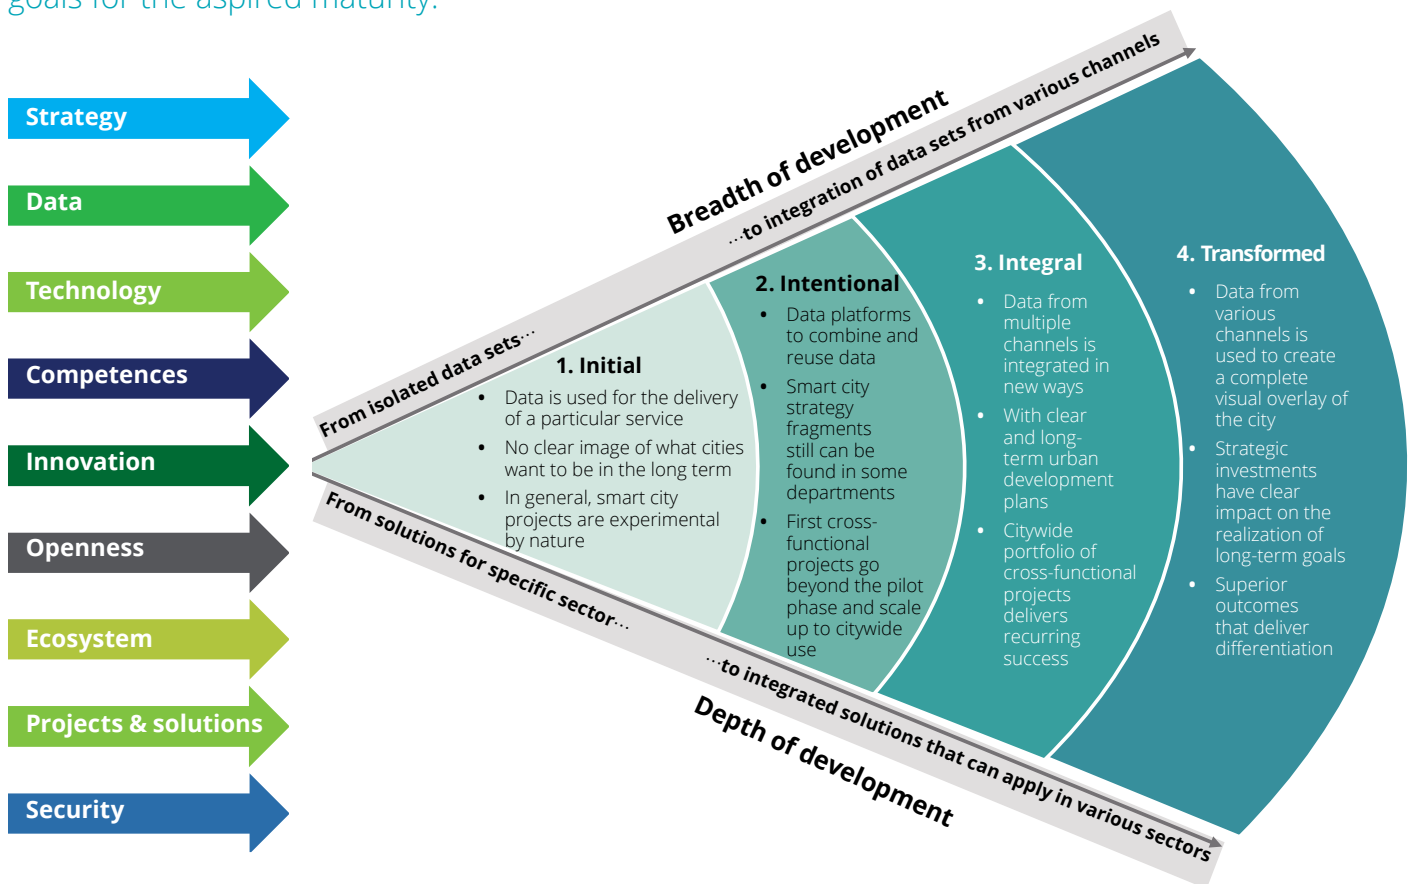 goals for the aspired maturity.
Strategy
Data
Technology
Competences
Innovation
Openness
Ecosystem
Projects & solutions
Security
Breadth of development
From isolated data sets...
...to integration of data sets from various channels
1. Initial
• Data is used for the delivery
of a particular service
• No clear image of what cities
want to be in the long term
• In general, smart city
projects are experimental
by nature
2. Intentional
• Data platforms
to combine and
reuse data
• Smart city
strategy
fragments
still can be
found in some
departments
• First cross-
functional
projects go
beyond the pilot
phase and scale
up to citywide
use
3. Integral
• Data from
multiple
channels is
integrated in
new ways
• With clear
and long-
term urban
development
plans
• Citywide
portfolio of
cross-functional
projects
delivers
recurring
success
4. Transformed
• Data from
various
channels is
used to create
a complete
visual overlay of
the city
• Strategic
investments
have clear
impact on the
realization of
long-term goals
• Superior
outcomes
that deliver
differentiation
From solutions for specific sector...
...to integrated solutions that can apply in various sectors
Depth of development